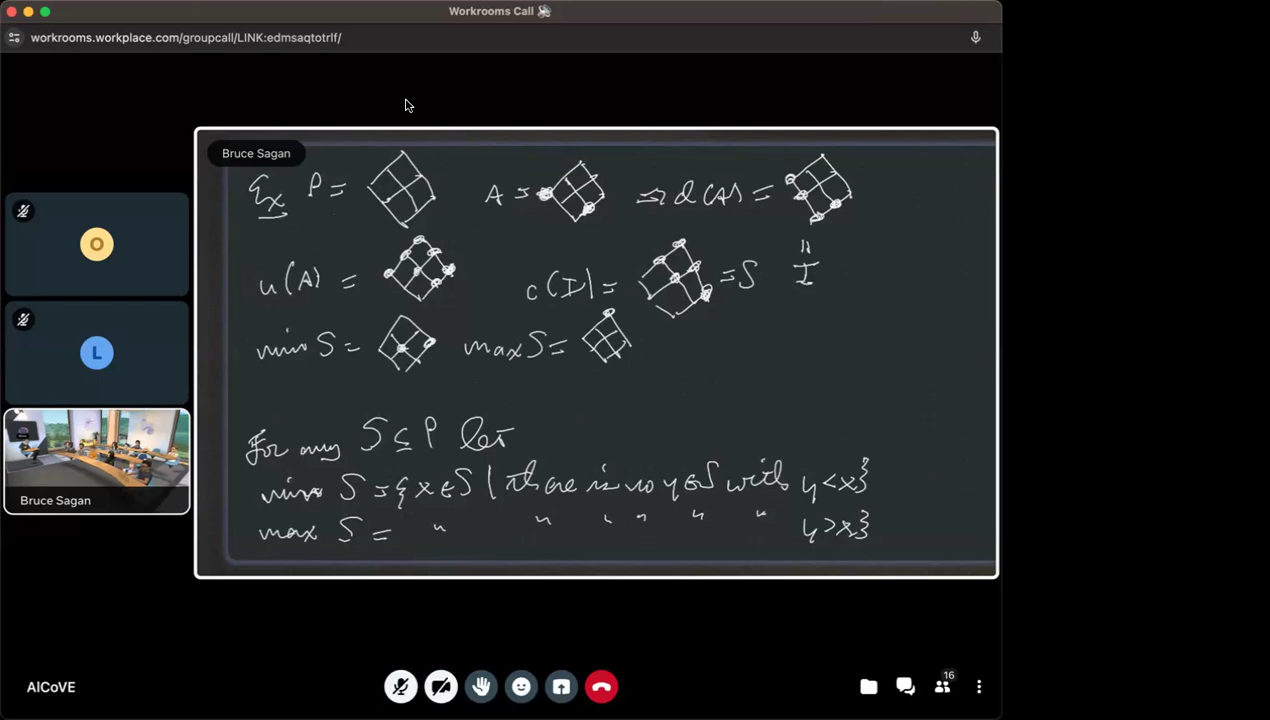 Workrooms Call
workrooms.workplace.com/groupcall/LINK:edmsaqtotrlf/
Bruce Sagan
Ex P = A = ⇒ d(A) =
u(A) = c(I) = = S " I
min S = max S =
For any S ⊆ P let
min S = {x ∈ S | there is no y ∈ S with y < x}
max S = " " " " " " y > x}
O
L
Bruce Sagan
AICoVE
16